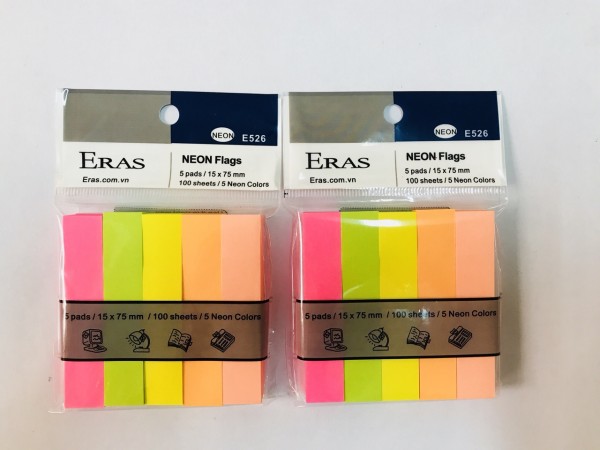 NEON E526
ERAS
Eras.com.vn
NEON Flags
5 pads / 15 x 75 mm
100 sheets / 5 Neon Colors
5 pads / 15 x 75 mm / 100 sheets / 5 Neon Colors
NEON E526
ERAS
Eras.com.vn
NEON Flags
5 pads / 15 x 75 mm
100 sheets / 5 Neon Colors
5 pads / 15 x 75 mm / 100 sheets / 5 Neon Colors